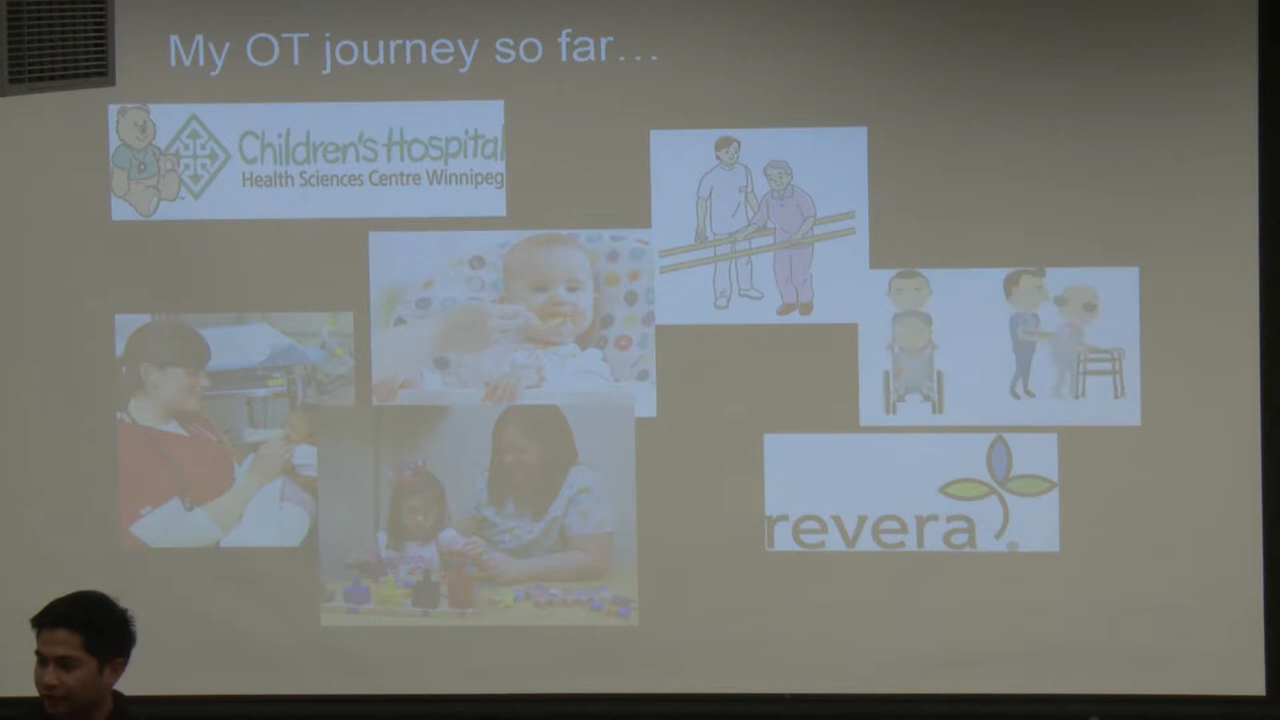 My OT journey so far...
Children's Hospital
Health Sciences Centre Winnipeg
revera